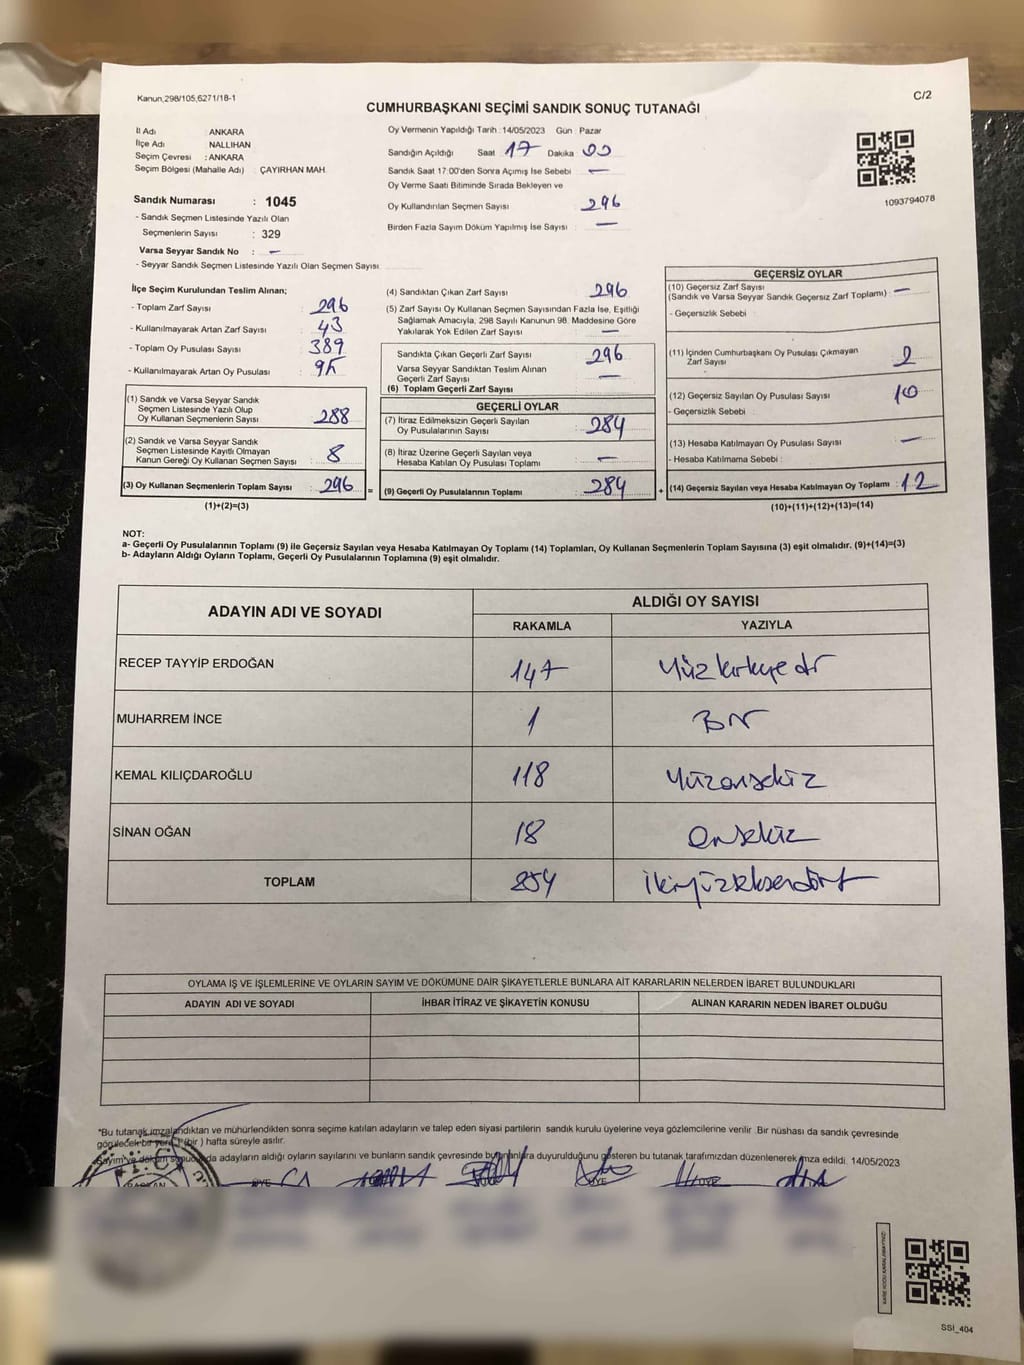 Kanun,298/105,6271/18-1
C/2
CUMHURBAŞKANI SEÇİMİ SANDIK SONUÇ TUTANAĞI
İl Adı : ANKARA
İlçe Adı : NALLIHAN
Seçim Çevresi : ANKARA
Seçim Bölgesi (Mahalle Adı) : ÇAYIRHAN MAH.
Sandık Numarası : 1045
- Sandık Seçmen Listesinde Yazılı Olan
Seçmenlerin Sayısı : 329
Varsa Seyyar Sandık No : —
- Seyyar Sandık Seçmen Listesinde Yazılı Olan Seçmen Sayısı
Oy Vermenin Yapıldığı Tarih : 14/05/2023 Gün : Pazar
Sandığın Açıldığı Saat 17 Dakika 00
Sandık Saat 17:00'den Sonra Açımış İse Sebebi —
Oy Verme Saati Bitiminde Sırada Bekleyen ve
Oy Kullandırılan Seçmen Sayısı 296
Birden Fazla Sayım Döküm Yapılmış İse Sayısı : —
1093794078
İlçe Seçim Kurulundan Teslim Alınan;
- Toplam Zarf Sayısı : 296
- Kullanılmayarak Artan Zarf Sayısı : 43
- Toplam Oy Pusulası Sayısı : 389
- Kullanılmayarak Artan Oy Pusulası :
(1) Sandık ve Varsa Seyyar Sandık
Seçmen Listesinde Yazılı Olup
Oy Kullanan Seçmenlerin Sayısı : 288
(2) Sandık ve Varsa Seyyar Sandık
Seçmen Listesinde Kayıtlı Olmayan
Kanun Gereği Oy Kullanan Seçmen Sayısı : 8
(3) Oy Kullanan Seçmenlerin Toplam Sayısı : 296
(1)+(2)=(3)
(4) Sandıktan Çıkan Zarf Sayısı : 296
(5) Zarf Sayısı Oy Kullanan Seçmen Sayısından Fazla İse, Eşitliği
Sağlamak Amacıyla, 298 Sayılı Kanunun 98. Maddesine Göre
Yakılarak Yok Edilen Zarf Sayısı : —
Sandıkta Çıkan Geçerli Zarf Sayısı : 296
Varsa Seyyar Sandıktan Teslim Alınan
Geçerli Zarf Sayısı : —
(6) Toplam Geçerli Zarf Sayısı
GEÇERLİ OYLAR
(7) İtiraz Edilmeksizin Geçerli Sayılan
Oy Pusulalarının Sayısı : 284
(8) İtiraz Üzerine Geçerli Sayılan veya
Hesaba Katılan Oy Pusulası Toplamı : —
= (9) Geçerli Oy Pusulalarının Toplamı : 284
GEÇERSİZ OYLAR
(10) Geçersiz Zarf Sayısı
(Sandık ve Varsa Seyyar Sandık Geçersiz Zarf Toplamı) : —
- Geçersizlik Sebebi :
(11) İçinden Cumhurbaşkanı Oy Pusulası Çıkmayan
Zarf Sayısı : 2
(12) Geçersiz Sayılan Oy Pusulası Sayısı : 10
- Geçersizlik Sebebi :
(13) Hesaba Katılmayan Oy Pusulası Sayısı : —
- Hesaba Katılmama Sebebi :
+ (14) Geçersiz Sayılan veya Hesaba Katılmayan Oy Toplamı : 12
(10)+(11)+(12)+(13)=(14)
NOT:
a- Geçerli Oy Pusulalarının Toplamı (9) ile Geçersiz Sayılan veya Hesaba Katılmayan Oy Toplamı (14) Toplamları, Oy Kullanan Seçmenlerin Toplam Sayısına (3) eşit olmalıdır. (9)+(14)=(3)
b- Adayların Aldığı Oyların Toplamı, Geçerli Oy Pusulalarının Toplamına (9) eşit olmalıdır.
ADAYIN ADI VE SOYADI
ALDIĞI OY SAYISI
RAKAMLA YAZIYLA
RECEP TAYYİP ERDOĞAN 147 Yüzkırkyedi
MUHARREM İNCE 1 Bir
KEMAL KILIÇDAROĞLU 118 Yüzonsekiz
SİNAN OĞAN 18 Onsekiz
TOPLAM 284 İkiyüzseksendört
OYLAMA İŞ VE İŞLEMLERİNE VE OYLARIN SAYIM VE DÖKÜMÜNE DAİR ŞİKAYETLERLE BUNLARA AİT KARARLARIN NELERDEN İBARET BULUNDUKLARI
ADAYIN ADI VE SOYADI İHBAR İTİRAZ VE ŞİKAYETİN KONUSU ALINAN KARARIN NEDEN İBARET OLDUĞU
*Bu tutanak imzalandıktan ve mühürlendikten sonra seçime katılan adayların ve talep eden siyasi partilerin sandık kurulu üyelerine veya gözlemcilerine verilir. Bir nüshası da sandık çevresinde
görülecek bir yere 1 (bir ) hafta süreyle asılır.
Sayım ve döküm sonucunda adayların aldığı oyların sayılarını ve bunların sandık çevresinde bulunanlara duyurulduğunu gösteren bu tutanak tarafımızdan düzenlenerek imza edildi. 14/05/2023
BAŞKAN ÜYE ÜYE ÜYE
SSI_404